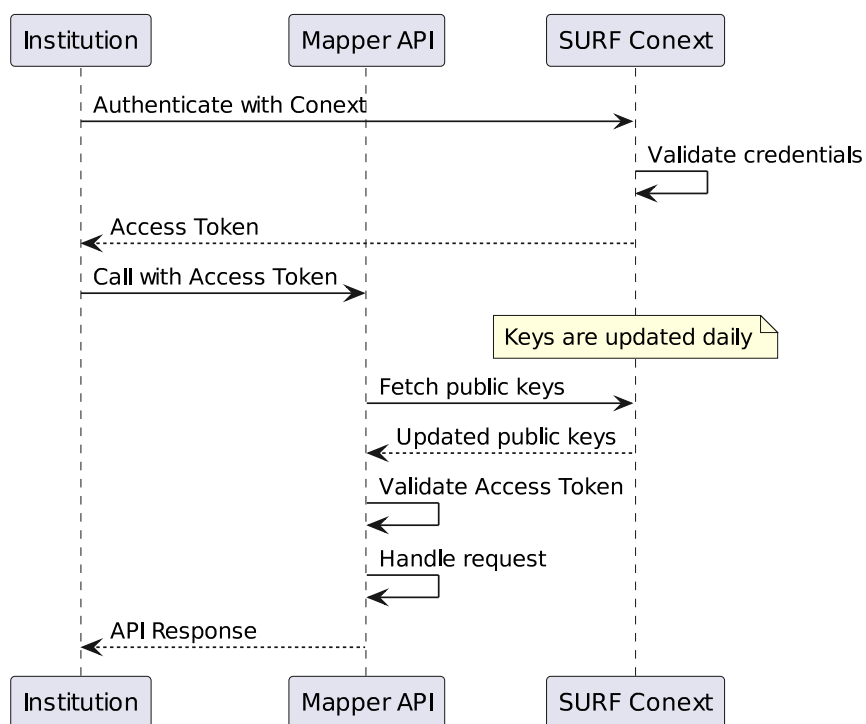 Institution
Mapper API
SURF Conext
Authenticate with Conext
Validate credentials
Access Token
Call with Access Token
Keys are updated daily
Fetch public keys
Updated public keys
Validate Access Token
Handle request
API Response
Institution
Mapper API
SURF Conext